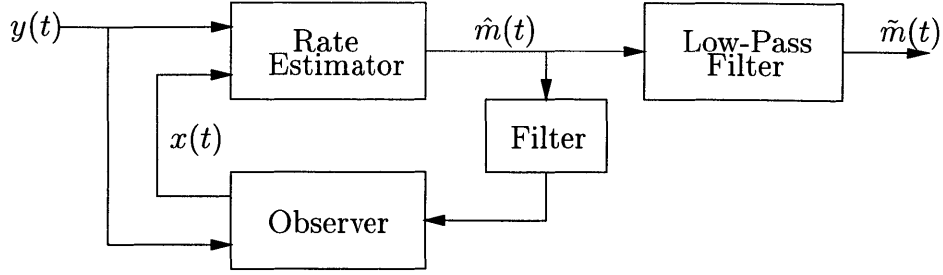 y(t)
Rate
Estimator
m̂(t)
Low-Pass
Filter
m̃(t)
x(t)
Filter
Observer